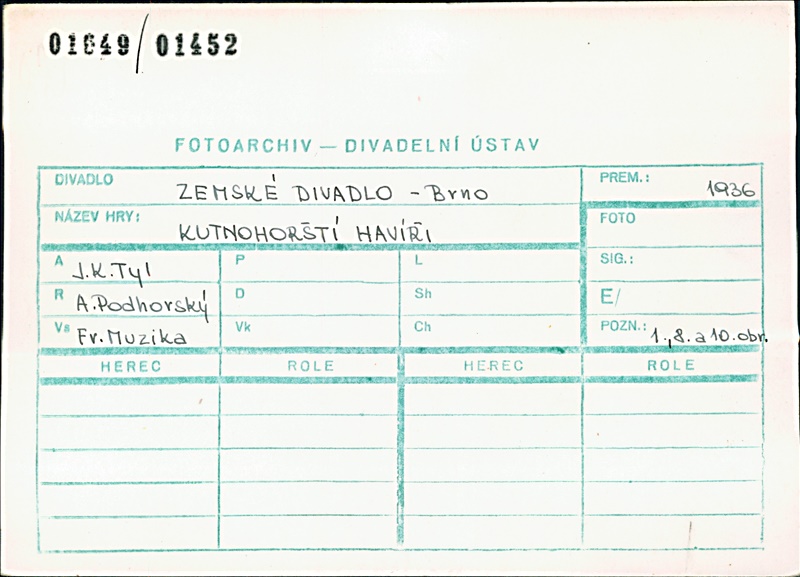 01649/01452
FOTOARCHIV — DIVADELNÍ ÚSTAV
DIVADLO ZEMSKÉ DIVADLO - Brno
PREM.: 1936
NÁZEV HRY: KUTNOHORŠTÍ HAVÍŘI
FOTO
A J.K.Tyl P L SIG.:
R A.Podhorský D Sh E/
Vs Fr.Muzika Vk Ch POZN.: 1.,8. a 10. obr.
HEREC ROLE HEREC ROLE